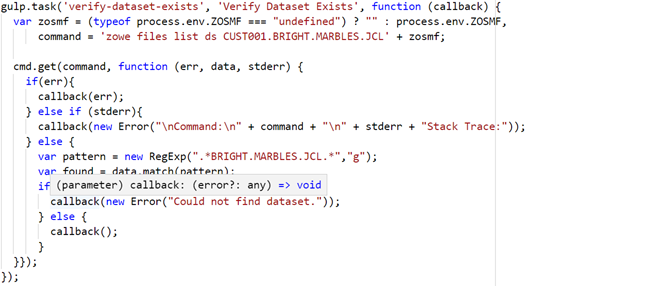 gulp.task('verify-dataset-exists', 'Verify Dataset Exists', function (callback) {
  var zosmf = (typeof process.env.ZOSMF === "undefined") ? "" : process.env.ZOSMF,
      command = 'zowe files list ds CUST001.BRIGHT.MARBLES.JCL' + zosmf;

  cmd.get(command, function (err, data, stderr) {
    if(err){
      callback(err);
    } else if (stderr){
      callback(new Error("\nCommand:\n" + command + "\n" + stderr + "Stack Trace:"));
    } else {
      var pattern = new RegExp(".*BRIGHT.MARBLES.JCL.*","g");
      var found = data.match(pattern);
      if
(parameter) callback: (error?: any) => void
        callback(new Error("Could not find dataset."));
      } else {
        callback();
      }
  }});
});